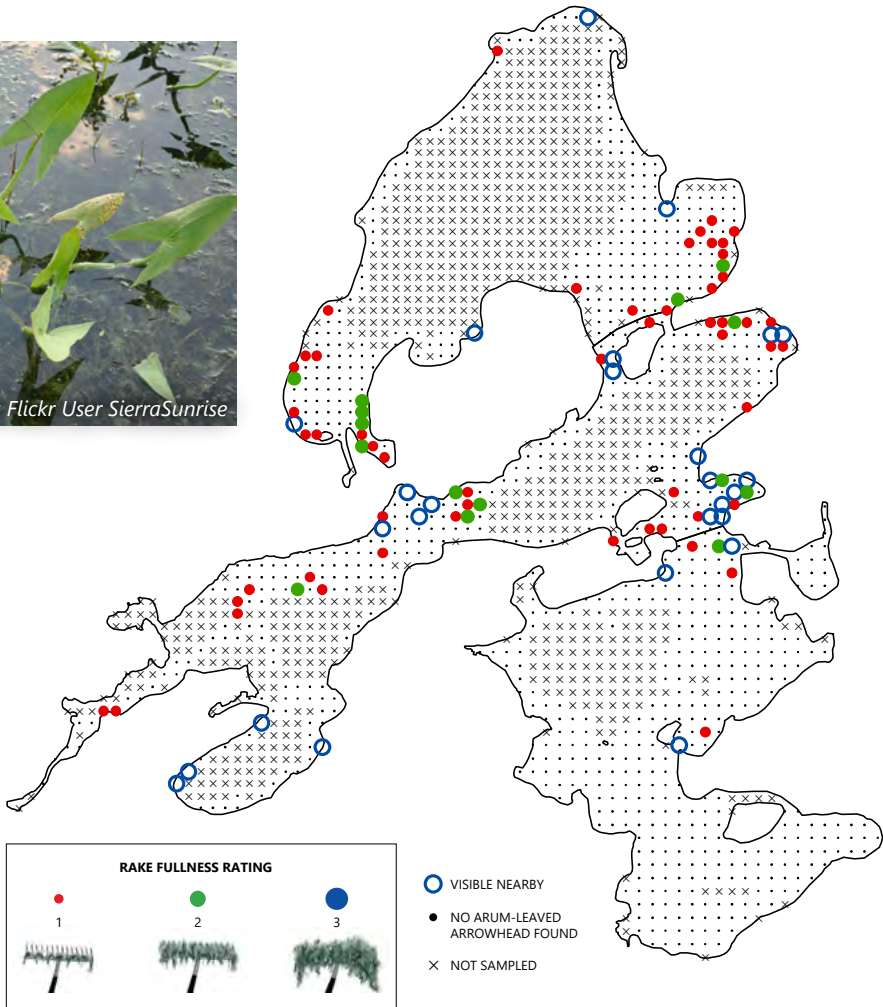 Flickr User SierraSunrise
RAKE FULLNESS RATING
1
2
3
VISIBLE NEARBY
NO ARUM-LEAVED
ARROWHEAD FOUND
NOT SAMPLED